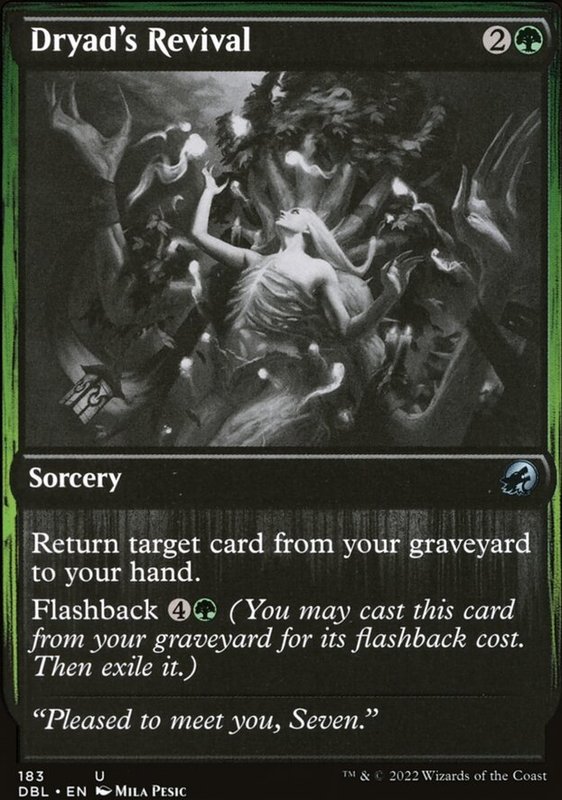 Dryad's Revival 2
Sorcery
Return target card from your graveyard
to your hand.
Flashback 4 (You may cast this card
from your graveyard for its flashback cost.
Then exile it.)
"Pleased to meet you, Seven."
183 U
DBL • EN Mila Pesic ™ & © 2022 Wizards of the Coast